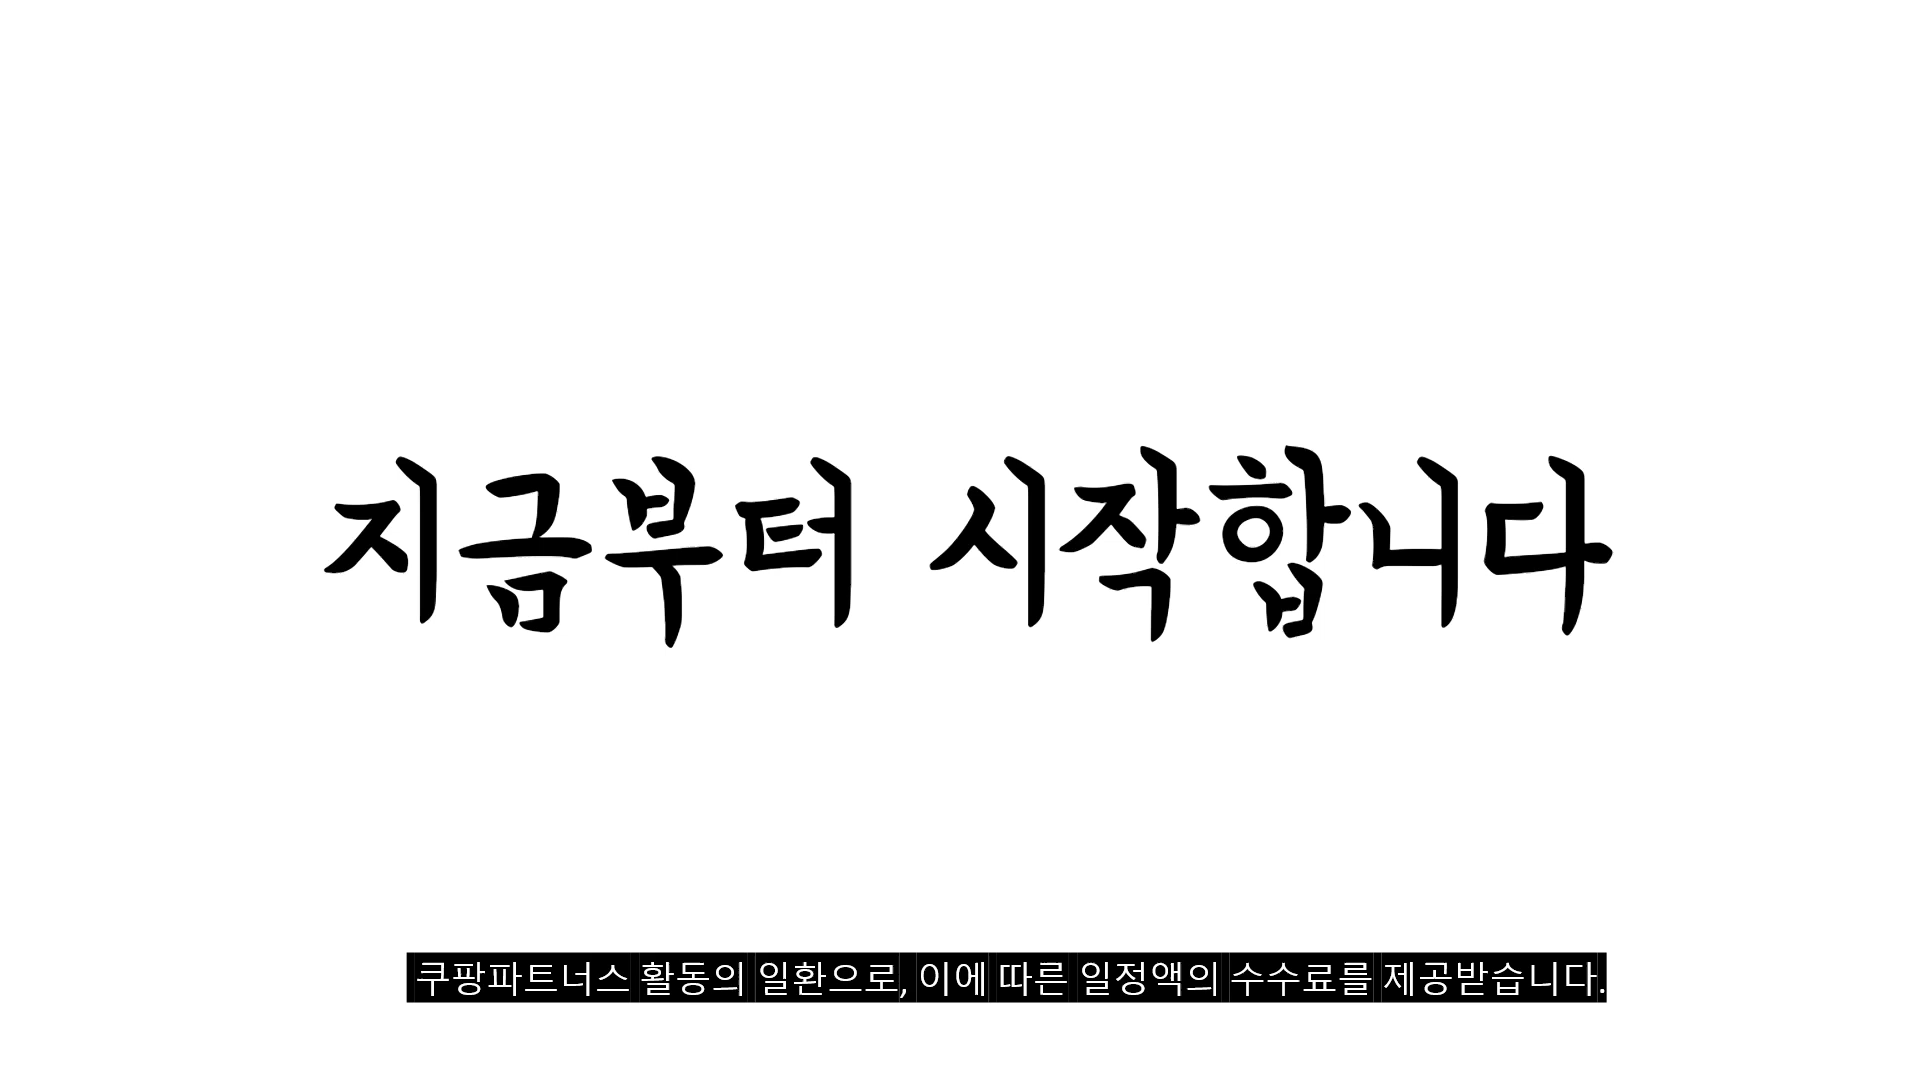 지금부터 시작합니다
쿠팡파트너스 활동의 일환으로, 이에 따른 일정액의 수수료를 제공받습니다.